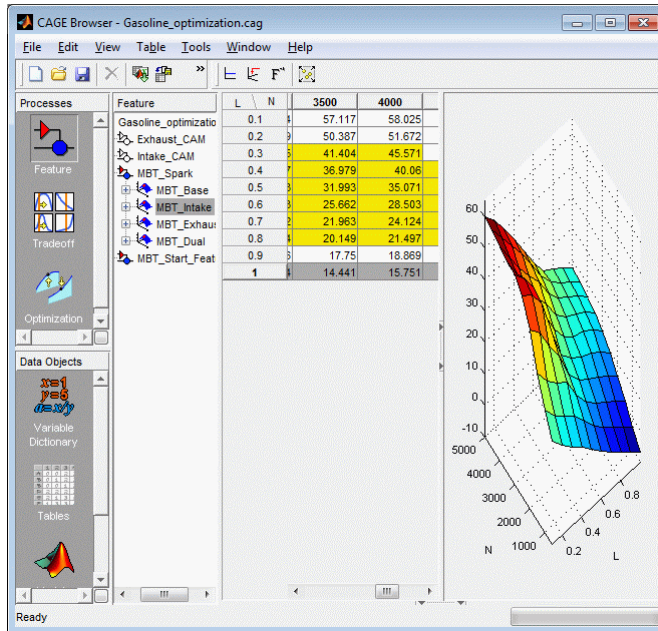 CAGE Browser - Gasoline_optimization.cag
File Edit View Table Tools Window Help
»
Processes
Feature
Tradeoff
Optimization
Data Objects
x=1
y=5
a=x/y
Variable
Dictionary
Tables
Feature
Gasoline_optimizatio
Exhaust_CAM
Intake_CAM
MBT_Spark
MBT_Base
MBT_Intake
MBT_Exhaus
MBT_Dual
MBT_Start_Feat
L \ N 3500 4000
0.1 57.117 58.025
0.2 50.387 51.672
0.3 41.404 45.571
0.4 36.979 40.06
0.5 31.993 35.071
0.6 25.662 28.503
0.7 21.963 24.124
0.8 20.149 21.497
0.9 17.75 18.869
1 14.441 15.751
60
50
40
30
20
10
0
-10
5000
4000
3000
2000
1000
N
0.2
0.4
0.6
0.8
L
Ready